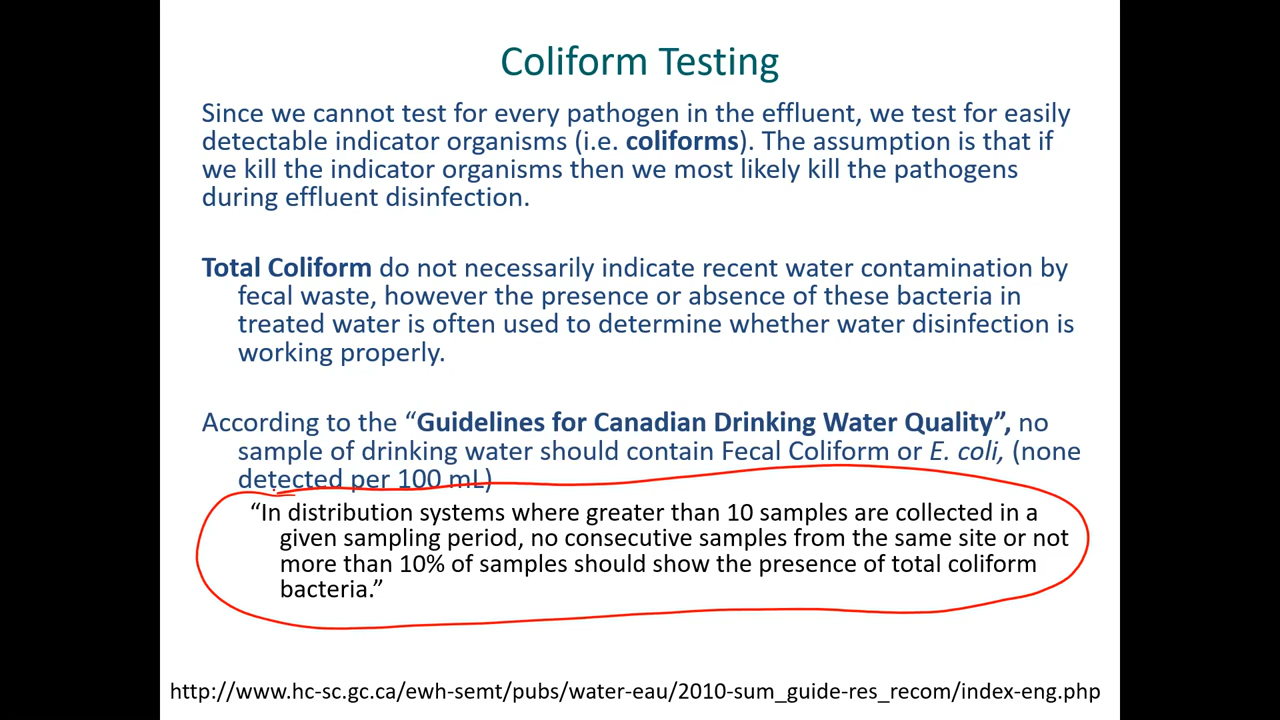 Coliform Testing
Since we cannot test for every pathogen in the effluent, we test for easily
detectable indicator organisms (i.e. coliforms). The assumption is that if
we kill the indicator organisms then we most likely kill the pathogens
during effluent disinfection.
Total Coliform do not necessarily indicate recent water contamination by
fecal waste, however the presence or absence of these bacteria in
treated water is often used to determine whether water disinfection is
working properly.
According to the “Guidelines for Canadian Drinking Water Quality”, no
sample of drinking water should contain Fecal Coliform or E. coli, (none
detected per 100 mL)
“In distribution systems where greater than 10 samples are collected in a
given sampling period, no consecutive samples from the same site or not
more than 10% of samples should show the presence of total coliform
bacteria.”
http://www.hc-sc.gc.ca/ewh-semt/pubs/water-eau/2010-sum_guide-res_recom/index-eng.php